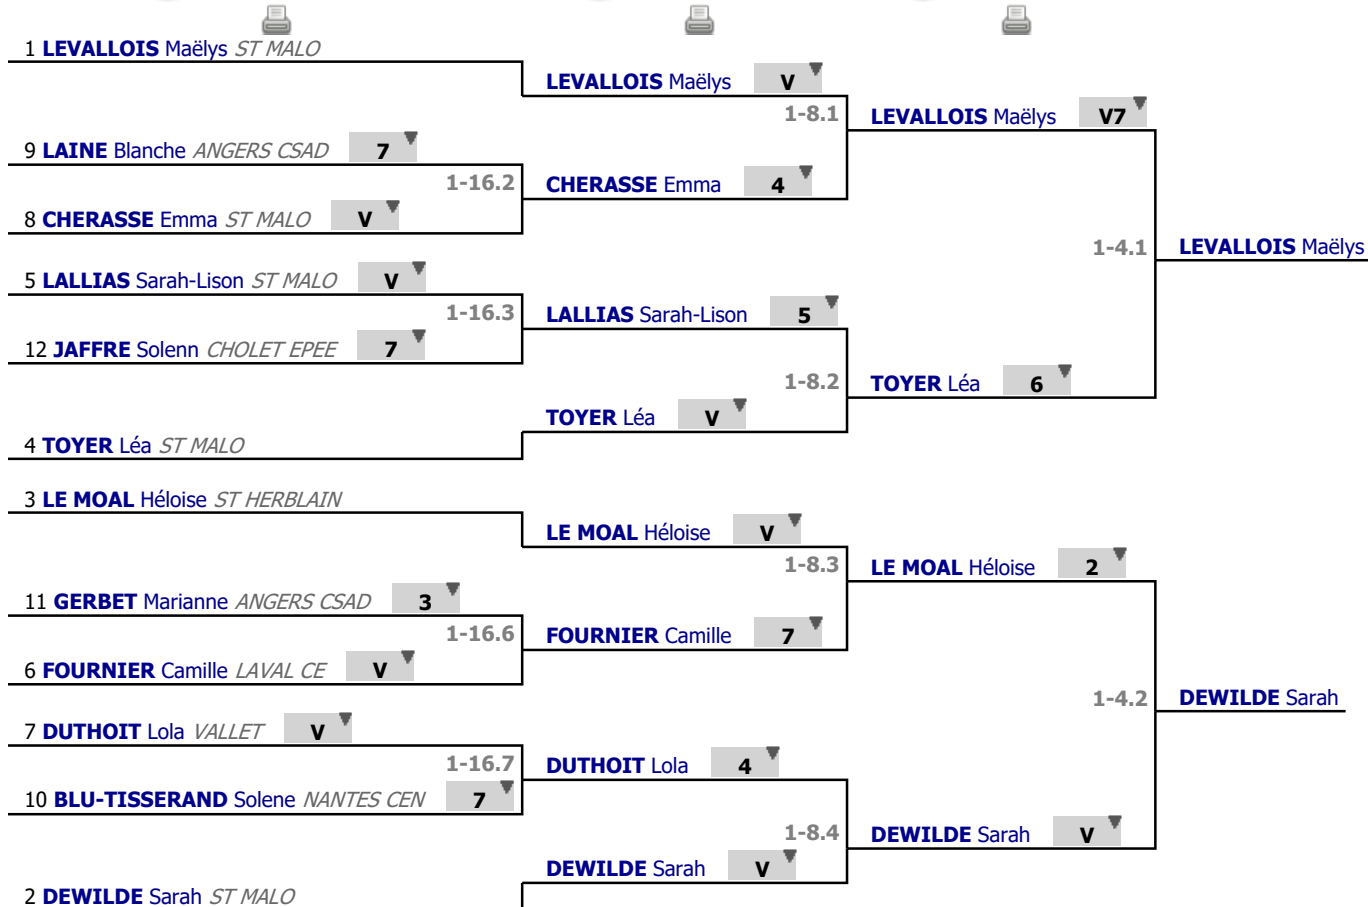 1 LEVALLOIS Maëlys ST MALO
LEVALLOIS Maëlys V
1-8.1
LEVALLOIS Maëlys V7
9 LAINE Blanche ANGERS CSAD 7
1-16.2
CHERASSE Emma 4
8 CHERASSE Emma ST MALO V
1-4.1
LEVALLOIS Maëlys
5 LALLIAS Sarah-Lison ST MALO V
1-16.3
LALLIAS Sarah-Lison 5
12 JAFFRE Solenn CHOLET EPEE 7
1-8.2
TOYER Léa 6
TOYER Léa V
4 TOYER Léa ST MALO
3 LE MOAL Héloise ST HERBLAIN
LE MOAL Héloise V
1-8.3
LE MOAL Héloise 2
11 GERBET Marianne ANGERS CSAD 3
1-16.6
FOURNIER Camille 7
6 FOURNIER Camille LAVAL CE V
1-4.2
DEWILDE Sarah
7 DUTHOIT Lola VALLET V
1-16.7
DUTHOIT Lola 4
10 BLU-TISSERAND Solene NANTES CEN 7
1-8.4
DEWILDE Sarah V
DEWILDE Sarah V
2 DEWILDE Sarah ST MALO